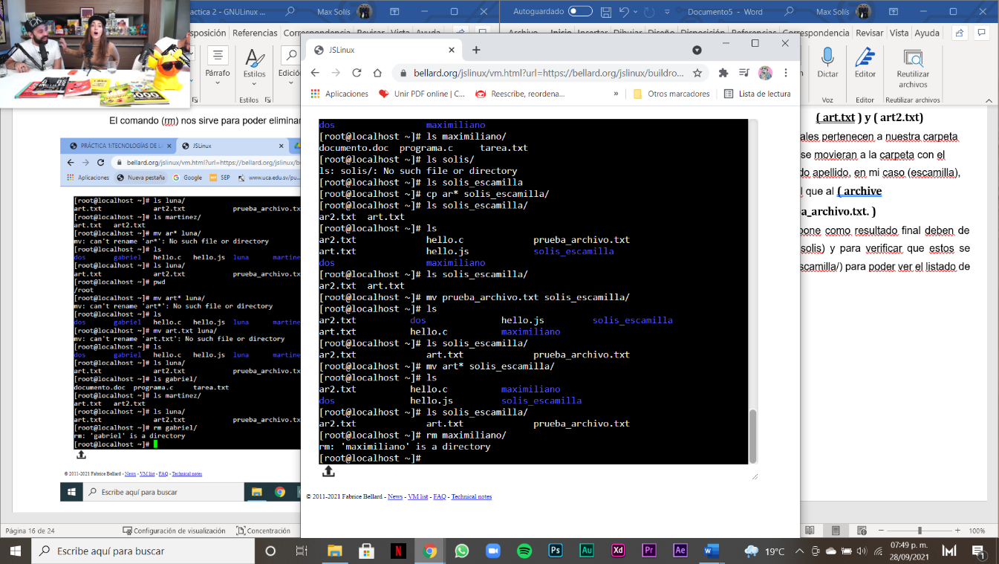 actica 2 - GNULinux ...
Max Solís
Autoguardado
Documento5 - Word
Max Solís
sposición Referencias Correspondencia Revisar Vista Ayuda
Archivo Inicio Insertar Dibujar Diseño Disposición Referencias Correspondencia Revisar Vista Ayuda
Párrafo
Estilos
Edició
Estilos
Dictar
Editor
Reutilizar archivos
Voz
Editor
Reutilizar archivos
JSLinux
bellard.org/jslinux/vm.html?url=https://bellard.org/jslinux/buildro...
Aplicaciones
Unir PDF online | C...
Reescribe, reordena...
»
Otros marcadores
Lista de lectura
El comando (rm) nos sirve para poder eliminar
PRÁCTICA 1:TECNOLOGÍAS DE LA
JSLinux
bellard.org/jslinux/vm.html?url=https://bellard.org/jslinux/b
Aplicaciones
Nueva pestaña
Google
SEP
www.uca.edu.sv/pu...
[root@localhost ~]# ls luna/
art.txt art2.txt prueba_archivo.tx
[root@localhost ~]# ls martinez/
art.txt art2.txt
[root@localhost ~]# mv ar* luna/
mv: can't rename 'ar*': No such file or directory
[root@localhost ~]# ls
dos gabriel hello.c hello.js luna martine
[root@localhost ~]# ls luna/
art.txt art2.txt prueba_archivo.tx
[root@localhost ~]# pwd
/root
[root@localhost ~]# mv art* luna/
mv: can't rename 'art*': No such file or directory
[root@localhost ~]# ls
dos gabriel hello.c hello.js luna martine
[root@localhost ~]# mv art.txt luna/
mv: can't rename 'art.txt': No such file or directory
[root@localhost ~]# ls
dos gabriel hello.c hello.js luna martine
[root@localhost ~]# ls luna/
art.txt art2.txt prueba_archivo.tx
[root@localhost ~]# ls gabriel/
documento.doc programa.c tarea.txt
[root@localhost ~]# ls martinez/
art.txt art2.txt
[root@localhost ~]# ls luna/
art.txt art2.txt prueba_archivo.tx
[root@localhost ~]# rm gabriel/
rm: 'gabriel' is a directory
[root@localhost ~]#
© 2011-2021 Fabrice Bellard - News - VM list - FAQ - Technical notes
Escribe aquí para buscar
dos maximiliano
[root@localhost ~]# ls maximiliano/
documento.doc programa.c tarea.txt
[root@localhost ~]# ls solis/
ls: solis/: No such file or directory
[root@localhost ~]# ls solis_escamilla
[root@localhost ~]# cp ar* solis_escamilla/
[root@localhost ~]# ls solis_escamilla/
ar2.txt art.txt
[root@localhost ~]# ls
ar2.txt hello.c prueba_archivo.txt
art.txt hello.js solis_escamilla
dos maximiliano
[root@localhost ~]# ls solis_escamilla/
ar2.txt art.txt
[root@localhost ~]# mv prueba_archivo.txt solis_escamilla/
[root@localhost ~]# ls
ar2.txt dos hello.js solis_escamilla
art.txt hello.c maximiliano
[root@localhost ~]# ls solis_escamilla/
ar2.txt art.txt prueba_archivo.txt
[root@localhost ~]# mv art* solis_escamilla/
[root@localhost ~]# ls
ar2.txt hello.c maximiliano
dos hello.js solis_escamilla
[root@localhost ~]# ls solis_escamilla/
ar2.txt art.txt prueba_archivo.txt
[root@localhost ~]# rm maximiliano/
rm: 'maximiliano' is a directory
[root@localhost ~]#
© 2011-2021 Fabrice Bellard - News - VM list - FAQ - Technical notes
( art.txt ) y ( art2.txt)
ales pertenecen a nuestra carpeta
se movieran a la carpeta con el
do apellido, en mi caso (escamilla),
l que al ( archive
a_archivo.txt. )
pone como resultado final deben de
solis) y para verificar que estos se
scamilla/) para poder ver el listado de
Página 16 de 24
Configuración de visualización
Concentración
100%
Escribe aquí para buscar
N
Ps
Au
Xd
Pr
Ae
W
19°C
07:49 p. m.
28/09/2021
1